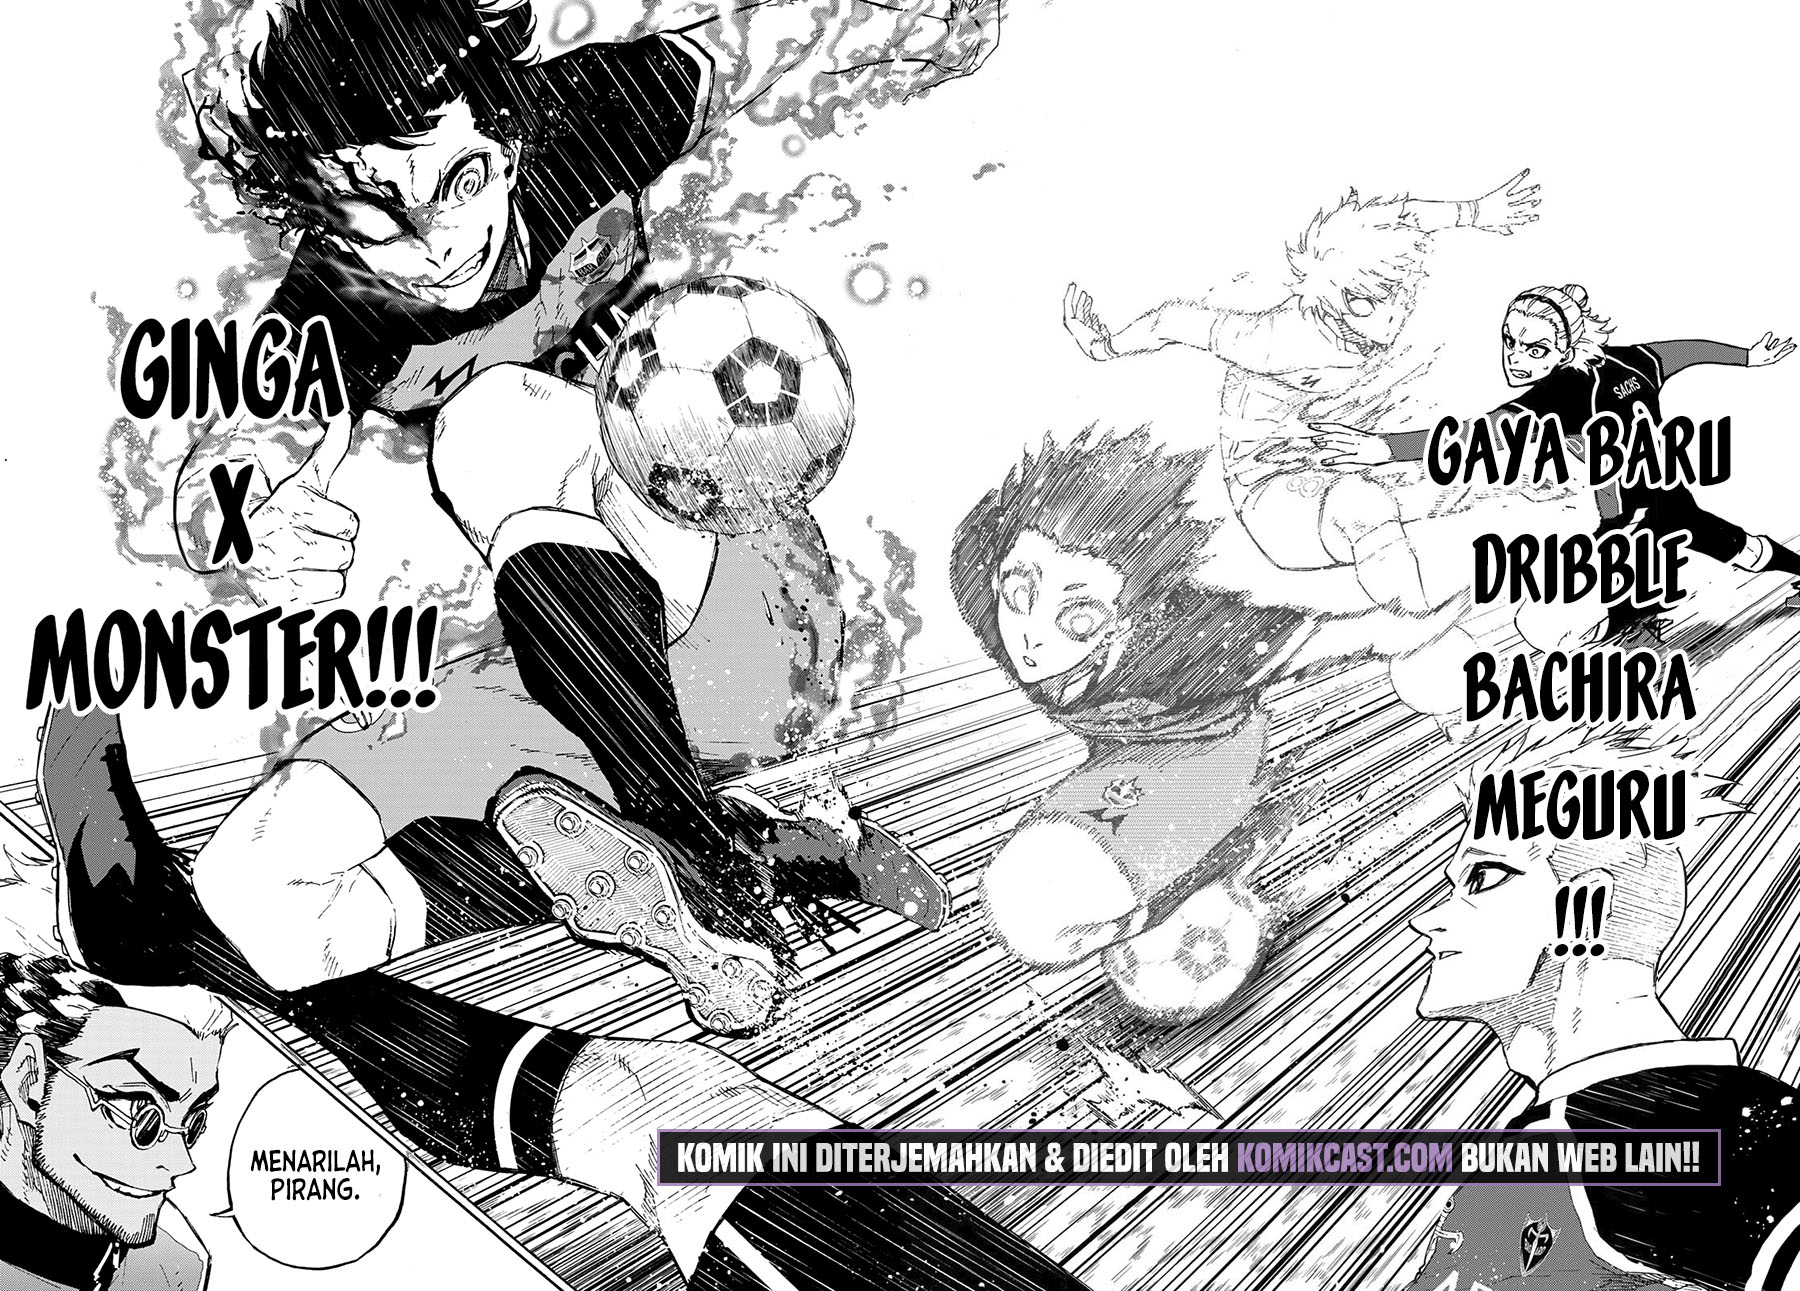 GAYA BARU
DRIBBLE
BACHIRA
MEGURU
!!!
SACHS
GINGA
X
MONSTER!!!
MENARILAH,
PIRANG.
KOMIK INI DITERJEMAHKAN & DIEDIT OLEH KOMIKCAST.COM BUKAN WEB LAIN!!